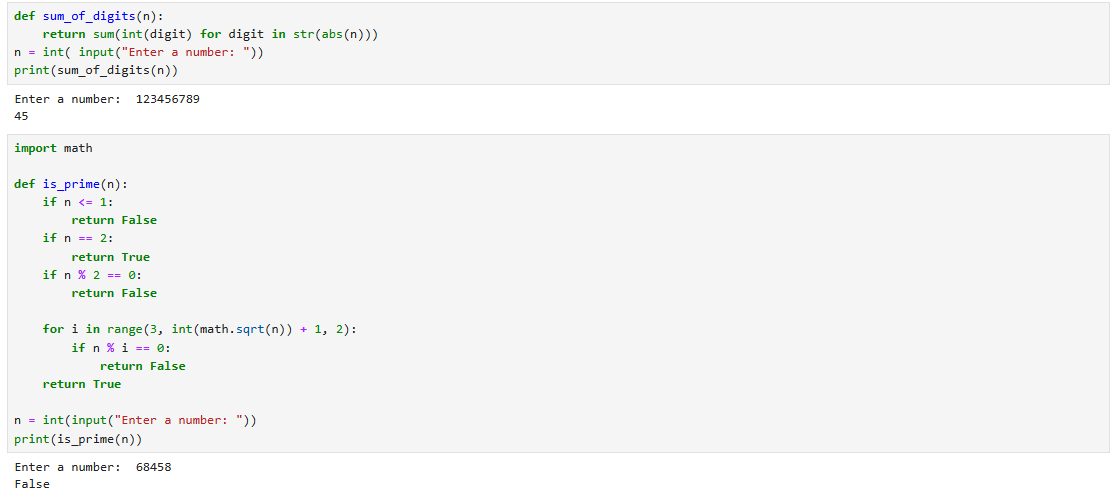 def sum_of_digits(n):
    return sum(int(digit) for digit in str(abs(n)))
n = int( input("Enter a number: "))
print(sum_of_digits(n))
Enter a number:  123456789
45
import math
def is_prime(n):
    if n <= 1:
        return False
    if n == 2:
        return True
    if n % 2 == 0:
        return False
    for i in range(3, int(math.sqrt(n)) + 1, 2):
        if n % i == 0:
            return False
    return True
n = int(input("Enter a number: "))
print(is_prime(n))
Enter a number:  68458
False